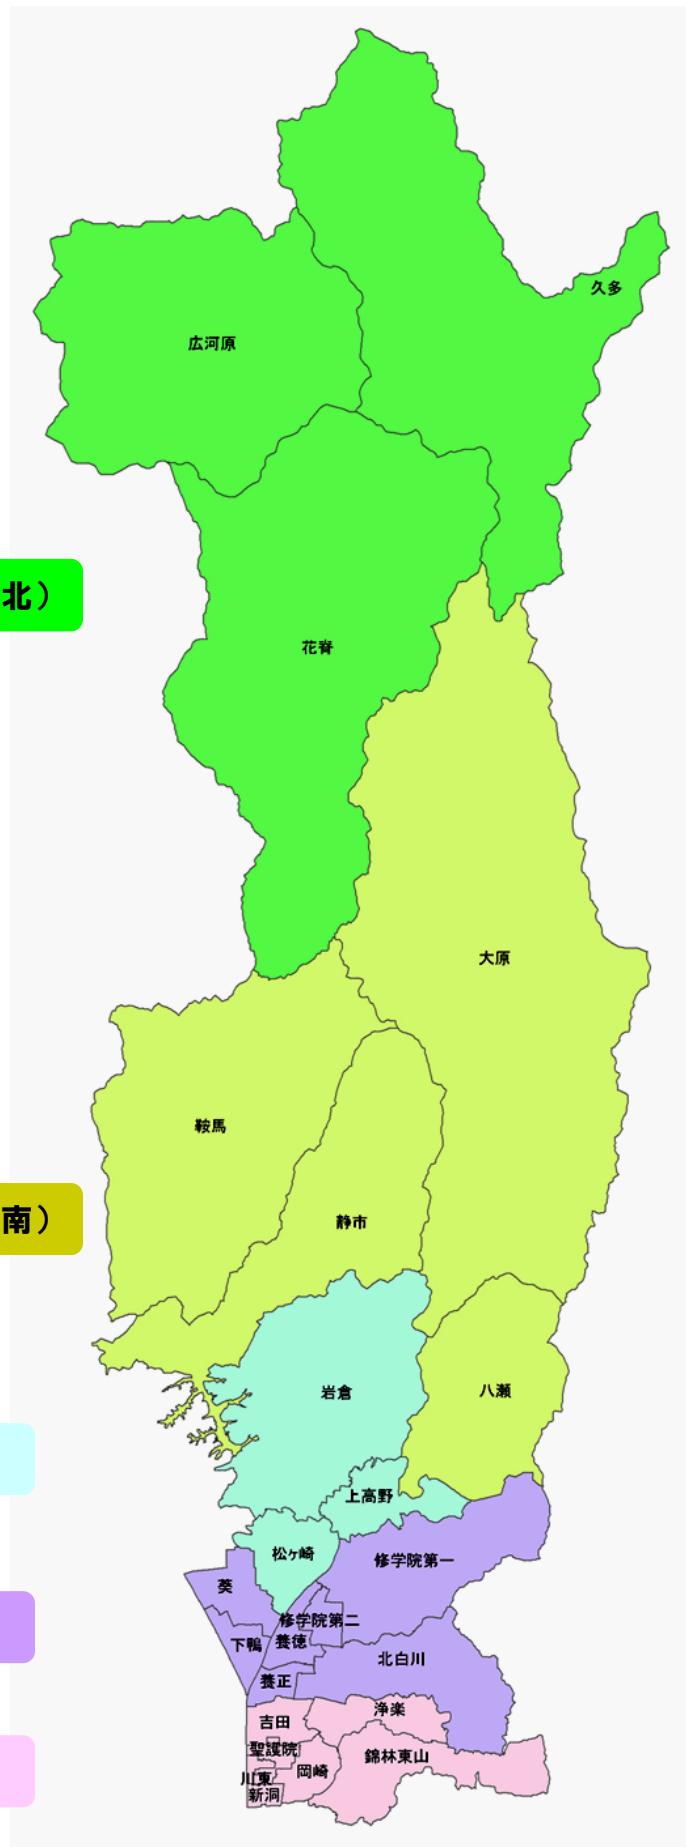 久多
広河原
北）
花脊
大原
鞍馬
南）
静市
岩倉
八瀬
上高野
松ヶ崎
修学院第一
葵
修学院第二
下鴨
養徳
北白川
養正
浄楽
吉田
聖護院
錦林東山
岡崎
川東
新洞